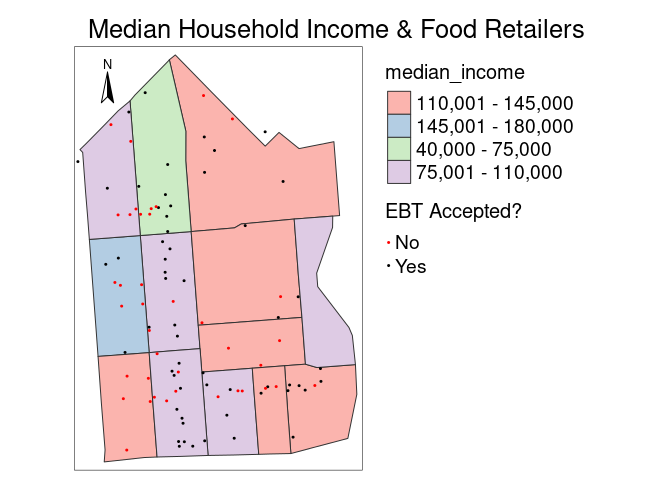 Median Household Income & Food Retailers
N
median_income
110,001 - 145,000
145,001 - 180,000
40,000 - 75,000
75,001 - 110,000
EBT Accepted?
No
Yes